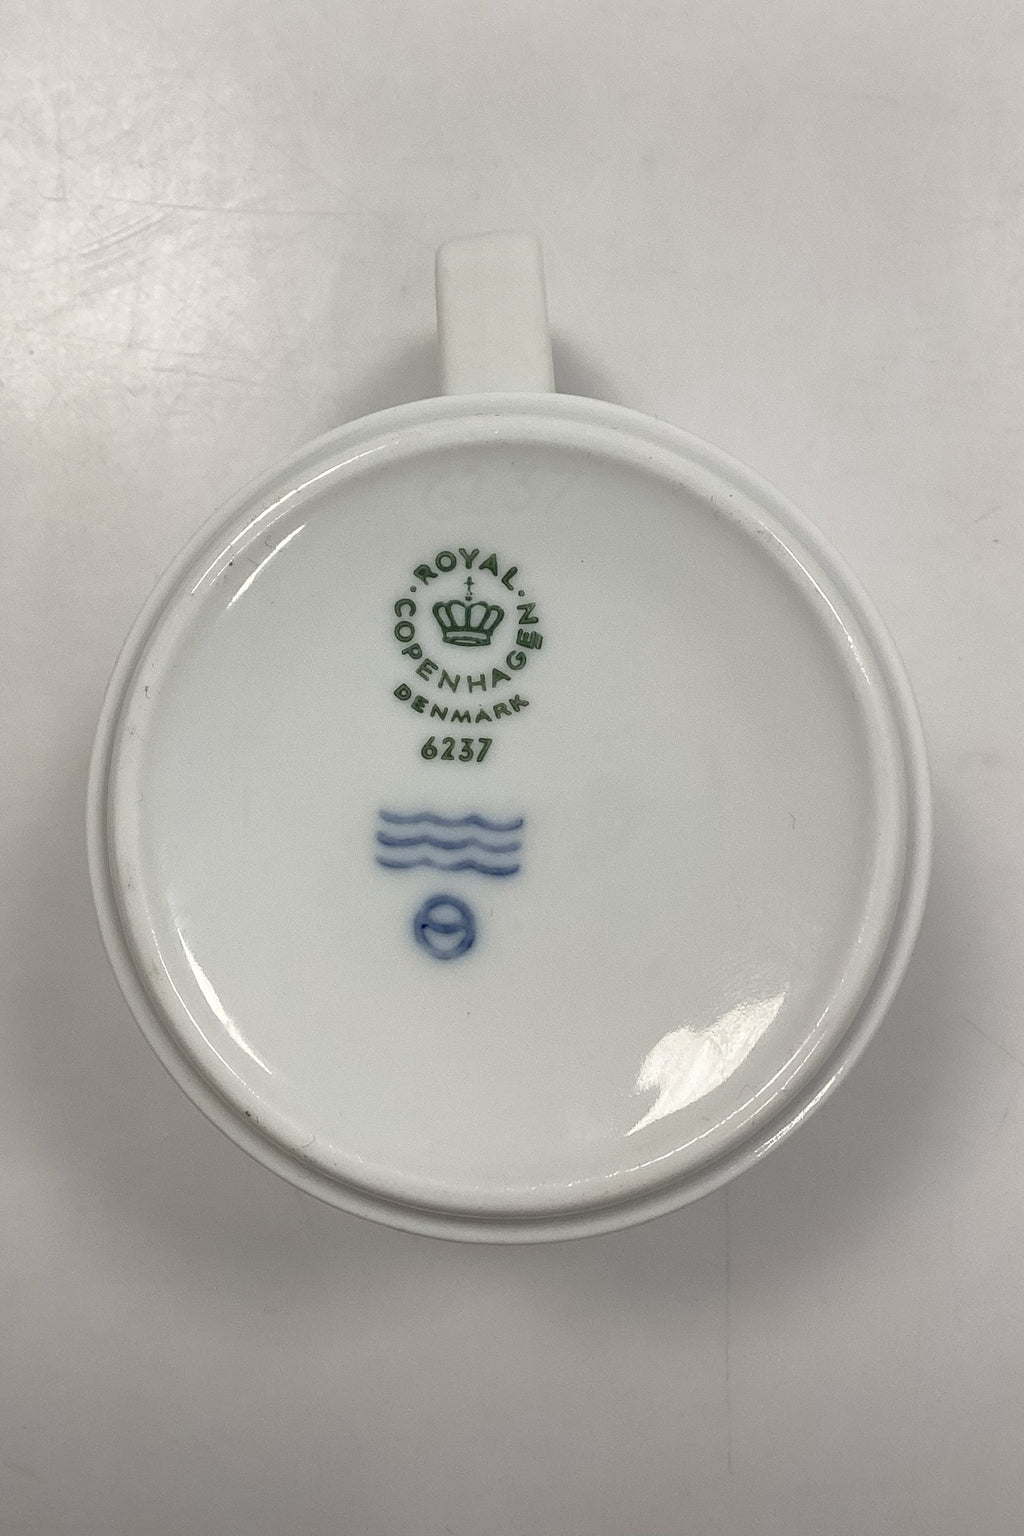 ROYAL
COPENHAGEN
DENMARK
6237